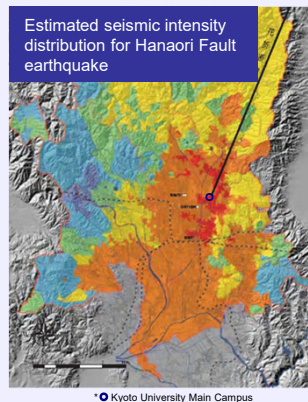 Estimated seismic intensity
distribution for Hanaori Fault
earthquake
* Kyoto University Main Campus